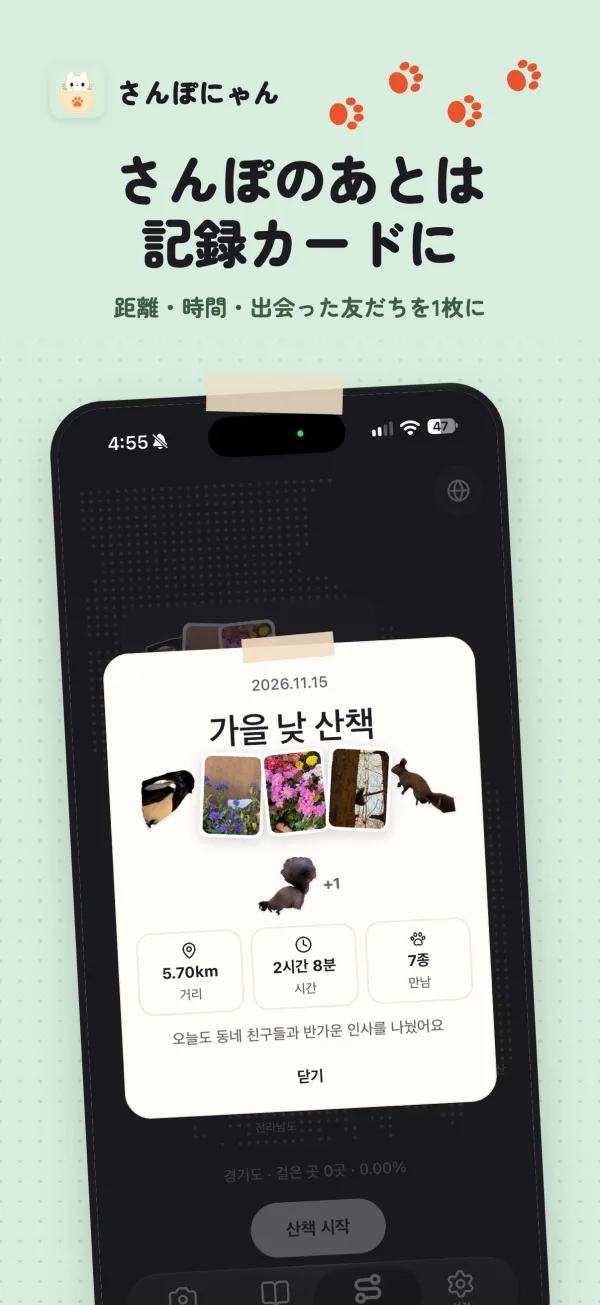 さんぽにゃん
さんぽのあとは
記録カードに
距離・時間・出会った友だちを1枚に
4:55
47
2026.11.15
가을 낮 산책
+1
5.70km
거리
2시간 8분
시간
7종
만남
오늘도 동네 친구들과 반가운 인사를 나눴어요
닫기
전라남도
경기도 · 걸은 곳 0곳 · 0.00%
산책 시작